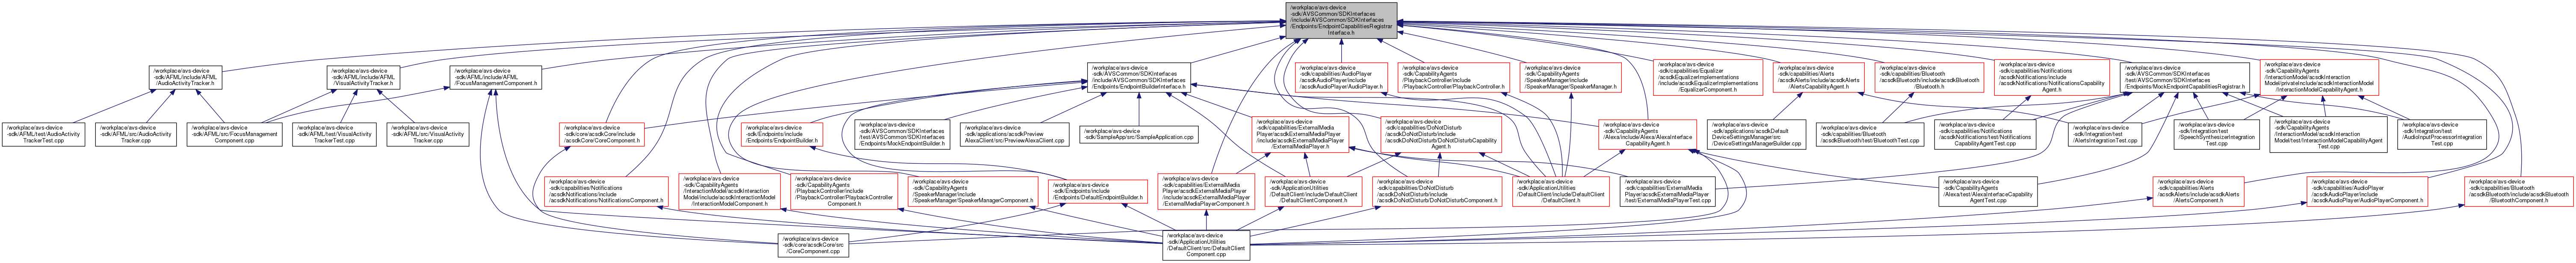 /workplace/avs-device
-sdk/AVSCommon/SDKInterfaces
/include/AVSCommon/SDKInterfaces
/Endpoints/EndpointCapabilitiesRegistrar
Interface.h
/workplace/avs-device
-sdk/AFML/include/AFML
/AudioActivityTracker.h
/workplace/avs-device
-sdk/AFML/include/AFML
/VisualActivityTracker.h
/workplace/avs-device
-sdk/AFML/include/AFML
/FocusManagementComponent.h
/workplace/avs-device
-sdk/AVSCommon/SDKInterfaces
/include/AVSCommon/SDKInterfaces
/Endpoints/EndpointBuilderInterface.h
/workplace/avs-device
-sdk/capabilities/AudioPlayer
/acsdkAudioPlayer/include
/acsdkAudioPlayer/AudioPlayer.h
/workplace/avs-device
-sdk/CapabilityAgents
/PlaybackController/include
/PlaybackController/PlaybackController.h
/workplace/avs-device
-sdk/CapabilityAgents
/SpeakerManager/include
/SpeakerManager/SpeakerManager.h
/workplace/avs-device
-sdk/capabilities/Equalizer
/acsdkEqualizerImplementations
/include/acsdkEqualizerImplementations
/EqualizerComponent.h
/workplace/avs-device
-sdk/capabilities/Alerts
/acsdkAlerts/include/acsdkAlerts
/AlertsCapabilityAgent.h
/workplace/avs-device
-sdk/capabilities/Bluetooth
/acsdkBluetooth/include/acsdkBluetooth
/Bluetooth.h
/workplace/avs-device
-sdk/capabilities/Notifications
/acsdkNotifications/include
/acsdkNotifications/NotificationsCapability
Agent.h
/workplace/avs-device
-sdk/AVSCommon/SDKInterfaces
/test/AVSCommon/SDKInterfaces
/Endpoints/MockEndpointCapabilitiesRegistrar.h
/workplace/avs-device
-sdk/CapabilityAgents
/InteractionModel/acsdkInteraction
Model/private/include/acsdkInteractionModel
/InteractionModelCapabilityAgent.h
/workplace/avs-device
-sdk/AFML/test/AudioActivity
TrackerTest.cpp
/workplace/avs-device
-sdk/AFML/src/AudioActivity
Tracker.cpp
/workplace/avs-device
-sdk/AFML/src/FocusManagement
Component.cpp
/workplace/avs-device
-sdk/AFML/test/VisualActivity
TrackerTest.cpp
/workplace/avs-device
-sdk/AFML/src/VisualActivity
Tracker.cpp
/workplace/avs-device
-sdk/core/acsdkCore/include
/acsdkCore/CoreComponent.h
/workplace/avs-device
-sdk/Endpoints/include
/Endpoints/EndpointBuilder.h
/workplace/avs-device
-sdk/AVSCommon/SDKInterfaces
/test/AVSCommon/SDKInterfaces
/Endpoints/MockEndpointBuilder.h
/workplace/avs-device
-sdk/applications/acsdkPreview
AlexaClient/src/PreviewAlexaClient.cpp
/workplace/avs-device
-sdk/SampleApp/src/SampleApplication.cpp
/workplace/avs-device
-sdk/capabilities/ExternalMedia
Player/acsdkExternalMediaPlayer
/include/acsdkExternalMediaPlayer
/ExternalMediaPlayer.h
/workplace/avs-device
-sdk/capabilities/DoNotDisturb
/acsdkDoNotDisturb/include
/acsdkDoNotDisturb/DoNotDisturbCapability
Agent.h
/workplace/avs-device
-sdk/CapabilityAgents
/Alexa/include/Alexa/AlexaInterface
CapabilityAgent.h
/workplace/avs-device
-sdk/applications/acsdkDefault
DeviceSettingsManager/src
/DeviceSettingsManagerBuilder.cpp
/workplace/avs-device
-sdk/capabilities/Bluetooth
/acsdkBluetooth/test/BluetoothTest.cpp
/workplace/avs-device
-sdk/capabilities/Notifications
/acsdkNotifications/test/Notifications
CapabilityAgentTest.cpp
/workplace/avs-device
-sdk/Integration/test
/AlertsIntegrationTest.cpp
/workplace/avs-device
-sdk/Integration/test
/SpeechSynthesizerIntegration
Test.cpp
/workplace/avs-device
-sdk/CapabilityAgents
/InteractionModel/acsdkInteraction
Model/test/InteractionModelCapabilityAgent
Test.cpp
/workplace/avs-device
-sdk/Integration/test
/AudioInputProcessorIntegration
Test.cpp
/workplace/avs-device
-sdk/capabilities/Notifications
/acsdkNotifications/include
/acsdkNotifications/NotificationsComponent.h
/workplace/avs-device
-sdk/CapabilityAgents
/InteractionModel/acsdkInteraction
Model/include/acsdkInteractionModel
/InteractionModelComponent.h
/workplace/avs-device
-sdk/CapabilityAgents
/PlaybackController/include
/PlaybackController/PlaybackController
Component.h
/workplace/avs-device
-sdk/CapabilityAgents
/SpeakerManager/include
/SpeakerManager/SpeakerManagerComponent.h
/workplace/avs-device
-sdk/Endpoints/include
/Endpoints/DefaultEndpointBuilder.h
/workplace/avs-device
-sdk/capabilities/ExternalMedia
Player/acsdkExternalMediaPlayer
/include/acsdkExternalMediaPlayer
/ExternalMediaPlayerComponent.h
/workplace/avs-device
-sdk/ApplicationUtilities
/DefaultClient/include/DefaultClient
/DefaultClientComponent.h
/workplace/avs-device
-sdk/capabilities/DoNotDisturb
/acsdkDoNotDisturb/include
/acsdkDoNotDisturb/DoNotDisturbComponent.h
/workplace/avs-device
-sdk/ApplicationUtilities
/DefaultClient/include/DefaultClient
/DefaultClient.h
/workplace/avs-device
-sdk/capabilities/ExternalMedia
Player/acsdkExternalMediaPlayer
/test/ExternalMediaPlayerTest.cpp
/workplace/avs-device
-sdk/CapabilityAgents
/Alexa/test/AlexaInterfaceCapability
AgentTest.cpp
/workplace/avs-device
-sdk/capabilities/Alerts
/acsdkAlerts/include/acsdkAlerts
/AlertsComponent.h
/workplace/avs-device
-sdk/capabilities/AudioPlayer
/acsdkAudioPlayer/include
/acsdkAudioPlayer/AudioPlayerComponent.h
/workplace/avs-device
-sdk/capabilities/Bluetooth
/acsdkBluetooth/include/acsdkBluetooth
/BluetoothComponent.h
/workplace/avs-device
-sdk/core/acsdkCore/src
/CoreComponent.cpp
/workplace/avs-device
-sdk/ApplicationUtilities
/DefaultClient/src/DefaultClient
Component.cpp